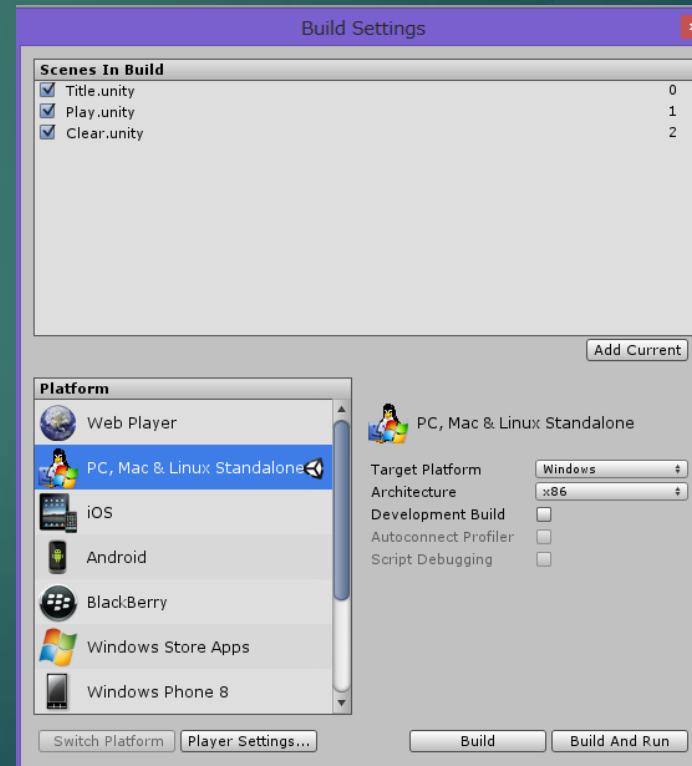 Build Settings
Scenes In Build
Title.unity 0
Play.unity 1
Clear.unity 2
Add Current
Platform
Web Player
PC, Mac & Linux Standalone
iOS
Android
BlackBerry
Windows Store Apps
Windows Phone 8
PC, Mac & Linux Standalone
Target Platform Windows
Architecture x86
Development Build
Autoconnect Profiler
Script Debugging
Switch Platform Player Settings... Build Build And Run